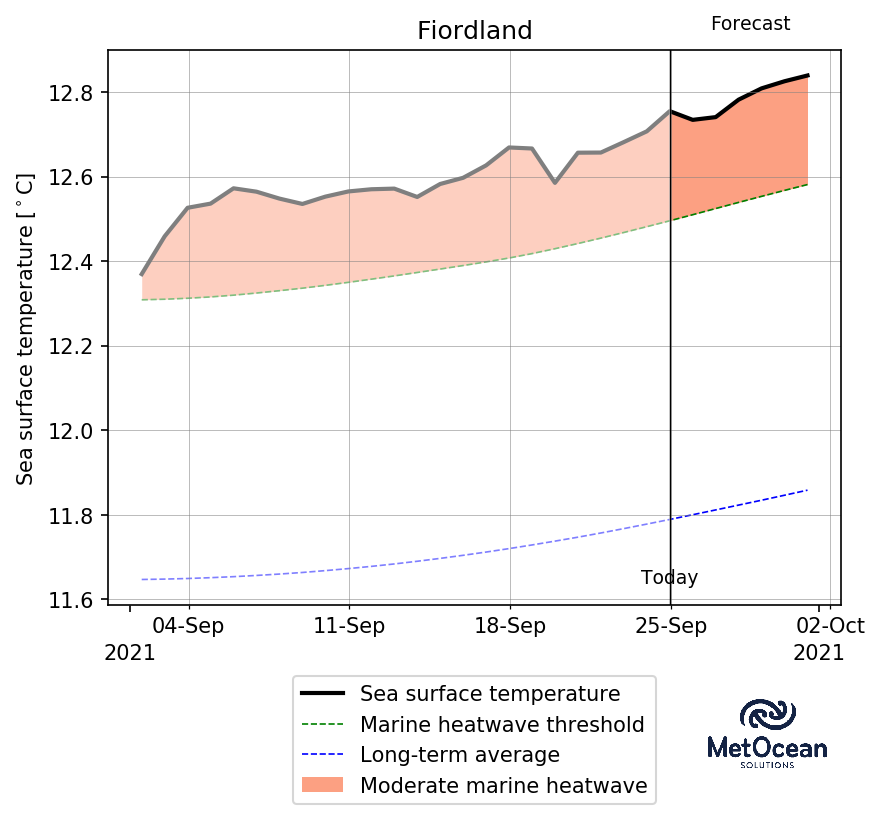 Fiordland
Forecast
Sea surface temperature [°C]
12.8
12.6
12.4
12.2
12.0
11.8
11.6
Today
04-Sep 11-Sep 18-Sep 25-Sep 02-Oct
2021 2021
Sea surface temperature
Marine heatwave threshold
Long-term average
Moderate marine heatwave
MetOcean
SOLUTIONS